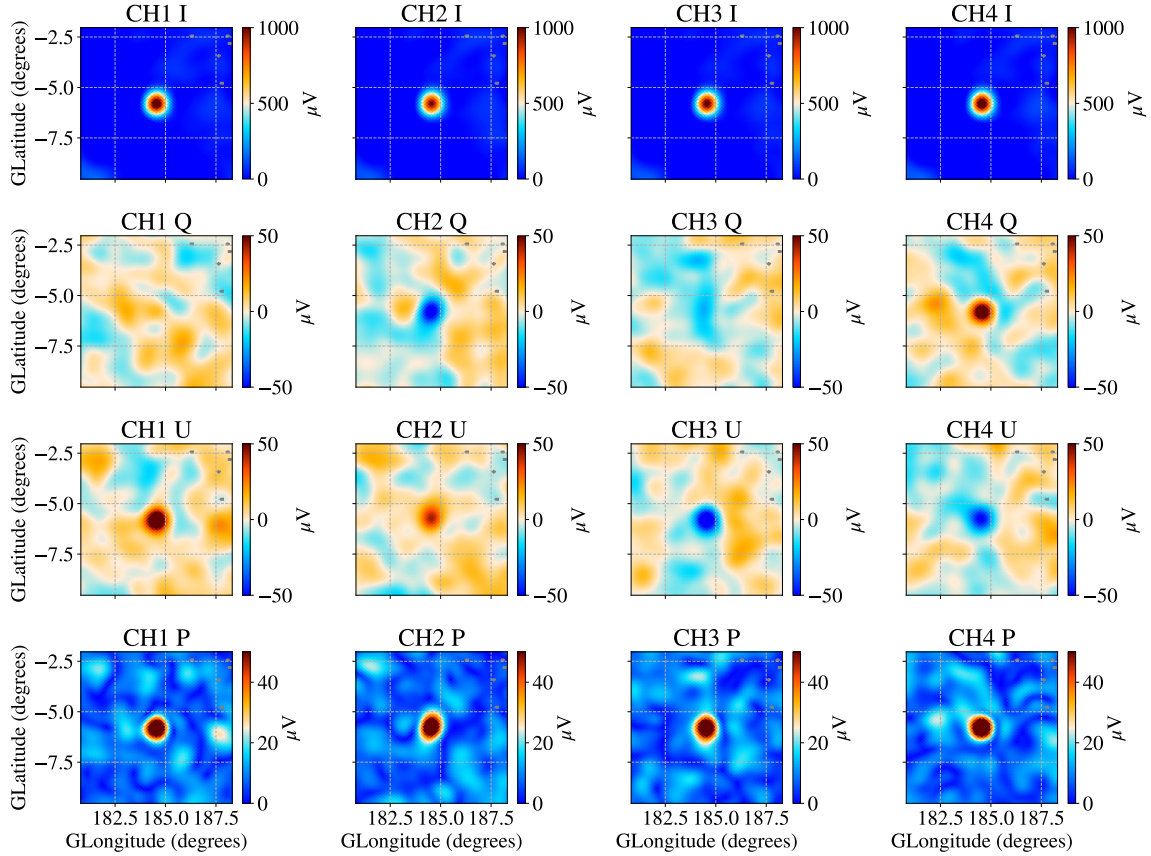 CH1 I CH2 I CH3 I CH4 I
GLatitude (degrees) −2.5 −5.0 −7.5 1000 500 0 μV 1000 500 0 μV 1000 500 0 μV 1000 500 0 μV
CH1 Q CH2 Q CH3 Q CH4 Q
GLatitude (degrees) −2.5 −5.0 −7.5 50 0 −50 μV 50 0 −50 μV 50 0 −50 μV 50 0 −50 μV
CH1 U CH2 U CH3 U CH4 U
GLatitude (degrees) −2.5 −5.0 −7.5 50 0 −50 μV 50 0 −50 μV 50 0 −50 μV 50 0 −50 μV
CH1 P CH2 P CH3 P CH4 P
GLatitude (degrees) −2.5 −5.0 −7.5 40 20 0 μV 40 20 0 μV 40 20 0 μV 40 20 0 μV
182.5 185.0 187.5 182.5 185.0 187.5 182.5 185.0 187.5 182.5 185.0 187.5
GLongitude (degrees) GLongitude (degrees) GLongitude (degrees) GLongitude (degrees)